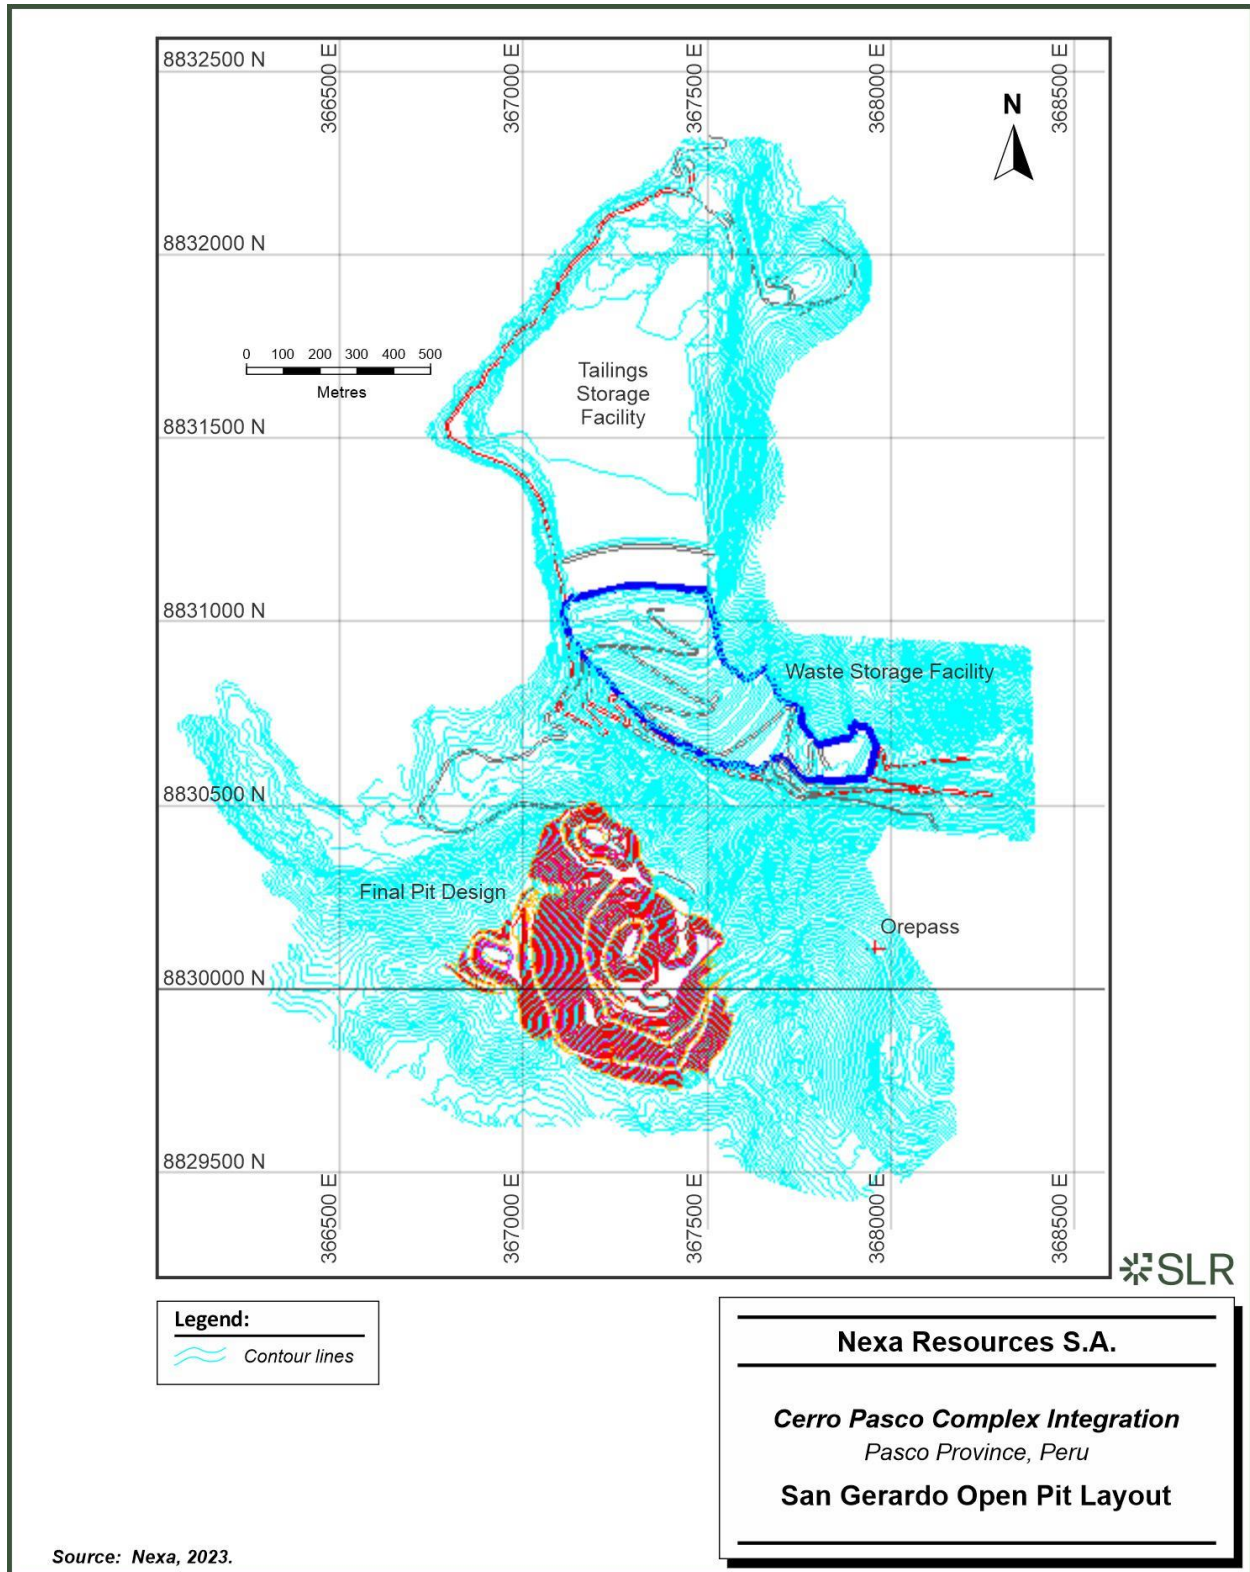 366500 E
367000 E
367500 E
368000 E
368500 E
8832500 N
N
8832000 N
0 100 200 300 400 500
Metres
Tailings
Storage
Facility
8831500 N
8831000 N
Waste Storage Facility
8830500 N
Final Pit Design
Orepass
8830000 N
8829500 N
366500 E
367000 E
367500 E
368000 E
368500 E
SLR
Legend:
Contour lines
Nexa Resources S.A.
Cerro Pasco Complex Integration
Pasco Province, Peru
San Gerardo Open Pit Layout
Source: Nexa, 2023.